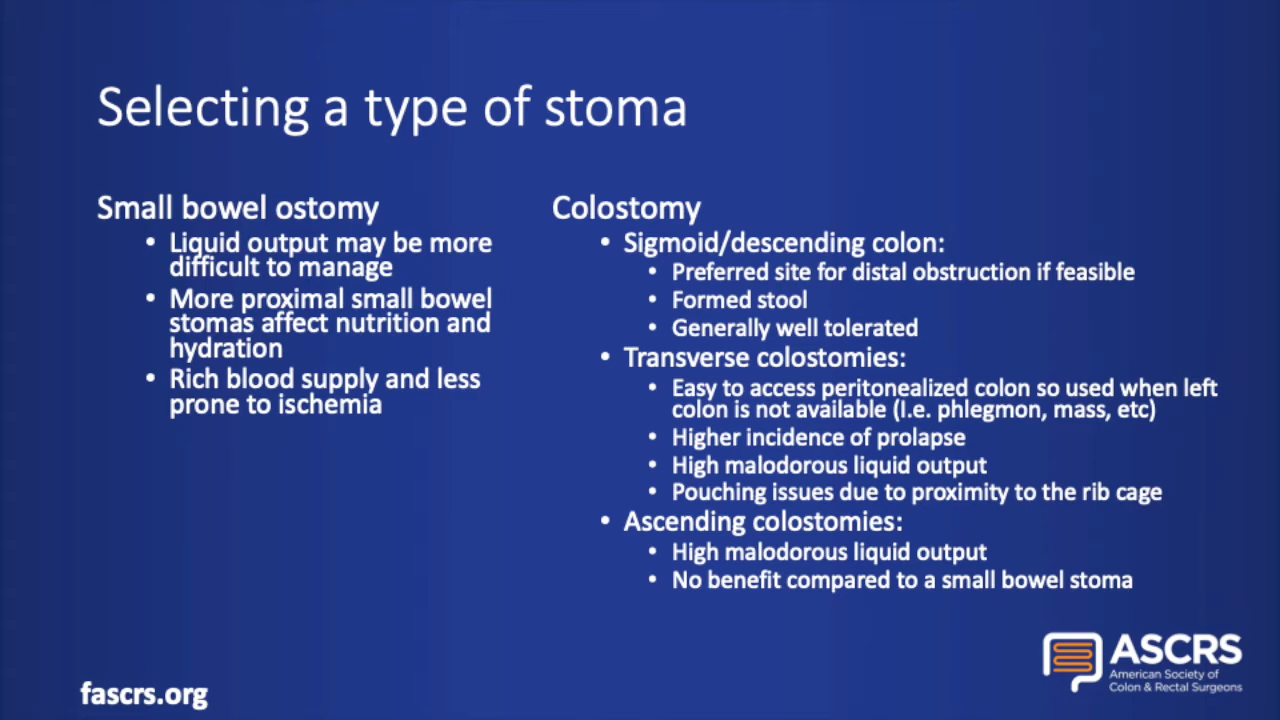 Selecting a type of stoma
Small bowel ostomy
• Liquid output may be more
difficult to manage
• More proximal small bowel
stomas affect nutrition and
hydration
• Rich blood supply and less
prone to ischemia
Colostomy
• Sigmoid/descending colon:
• Preferred site for distal obstruction if feasible
• Formed stool
• Generally well tolerated
• Transverse colostomies:
• Easy to access peritonealized colon so used when left
colon is not available (I.e. phlegmon, mass, etc)
• Higher incidence of prolapse
• High malodorous liquid output
• Pouching issues due to proximity to the rib cage
• Ascending colostomies:
• High malodorous liquid output
• No benefit compared to a small bowel stoma
fascrs.org
ASCRS
American Society of
Colon & Rectal Surgeons